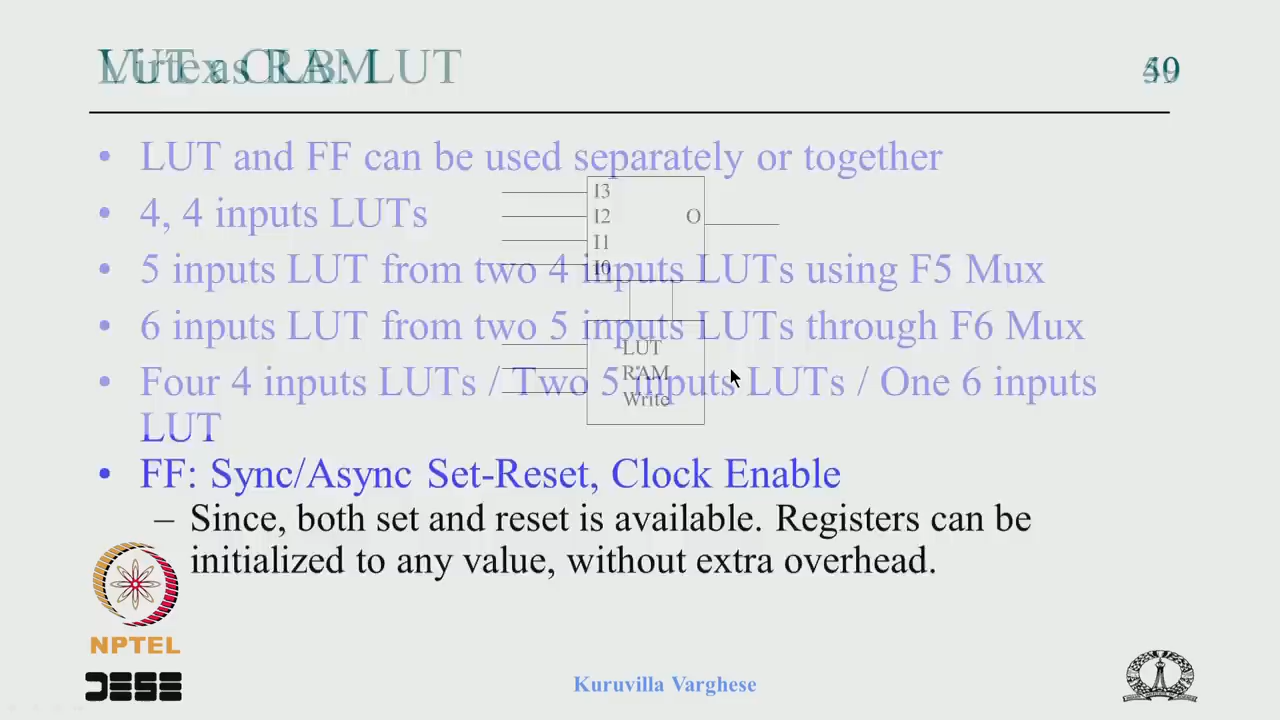 Virtex CLB: LUT
LUT as RAM
• LUT and FF can be used separately or together
I3
I2
I1
I0
O
• 4, 4 inputs LUTs
• 5 inputs LUT from two 4 inputs LUTs using F5 Mux
• 6 inputs LUT from two 5 inputs LUTs through F6 Mux
LUT
RAM
Write
• Four 4 inputs LUTs / Two 5 inputs LUTs / One 6 inputs
LUT
• FF: Sync/Async Set-Reset, Clock Enable
– Since, both set and reset is available. Registers can be
initialized to any value, without extra overhead.
NPTEL
DESE
Kuruvilla Varghese